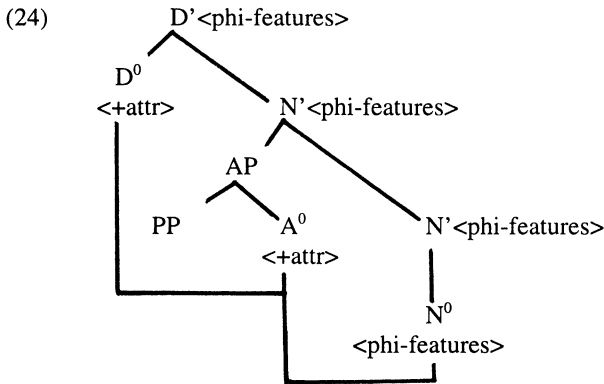 (24) D’<phi-features>
D⁰
<+attr> N’<phi-features>
AP
PP A⁰ N’<phi-features>
<+attr>
N⁰
<phi-features>